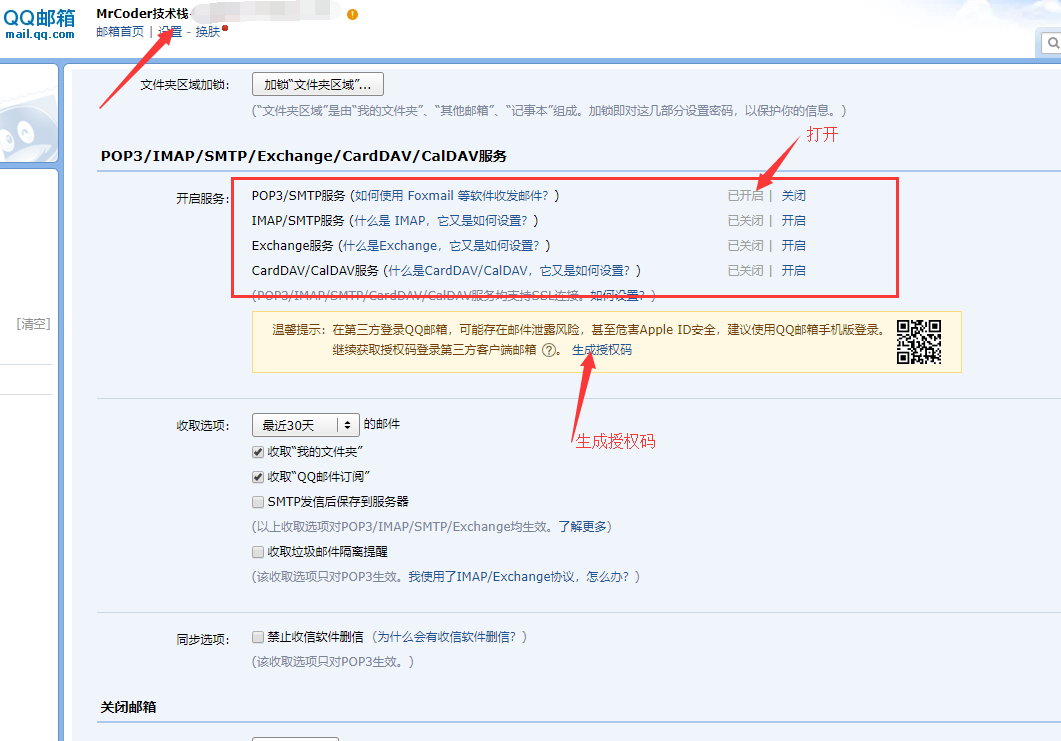 QQ邮箱
mail.qq.com
MrCoder技术栈
邮箱首页 | 设置 - 换肤
文件夹区域加锁: 加锁“文件夹区域”...
(“文件夹区域”是由“我的文件夹”、“其他邮箱”、“记事本”组成。加锁即对这几部分设置密码，以保护你的信息。)
打开
POP3/IMAP/SMTP/Exchange/CardDAV/CalDAV服务
开启服务: POP3/SMTP服务 (如何使用 Foxmail 等软件收发邮件? ) 已开启 | 关闭
IMAP/SMTP服务 (什么是 IMAP，它又是如何设置? ) 已关闭 | 开启
Exchange服务 (什么是Exchange，它又是如何设置? ) 已关闭 | 开启
CardDAV/CalDAV服务 (什么是CardDAV/CalDAV，它又是如何设置? ) 已关闭 | 开启
(POP3/IMAP/SMTP/CardDAV/CalDAV服务均支持SSL连接。如何设置? )
[清空]
温馨提示: 在第三方登录QQ邮箱，可能存在邮件泄露风险，甚至危害Apple ID安全，建议使用QQ邮箱手机版登录。
继续获取授权码登录第三方客户端邮箱 ?。 生成授权码
收取选项: 最近30天 的邮件
生成授权码
收取“我的文件夹”
收取“QQ邮件订阅”
SMTP发信后保存到服务器
(以上收取选项对POP3/IMAP/SMTP/Exchange均生效。了解更多)
收取垃圾邮件隔离提醒
(该收取选项只对POP3生效。我使用了IMAP/Exchange协议，怎么办? )
同步选项: 禁止收信软件删信 (为什么会有收信软件删信? )
(该收取选项只对POP3生效。)
关闭邮箱